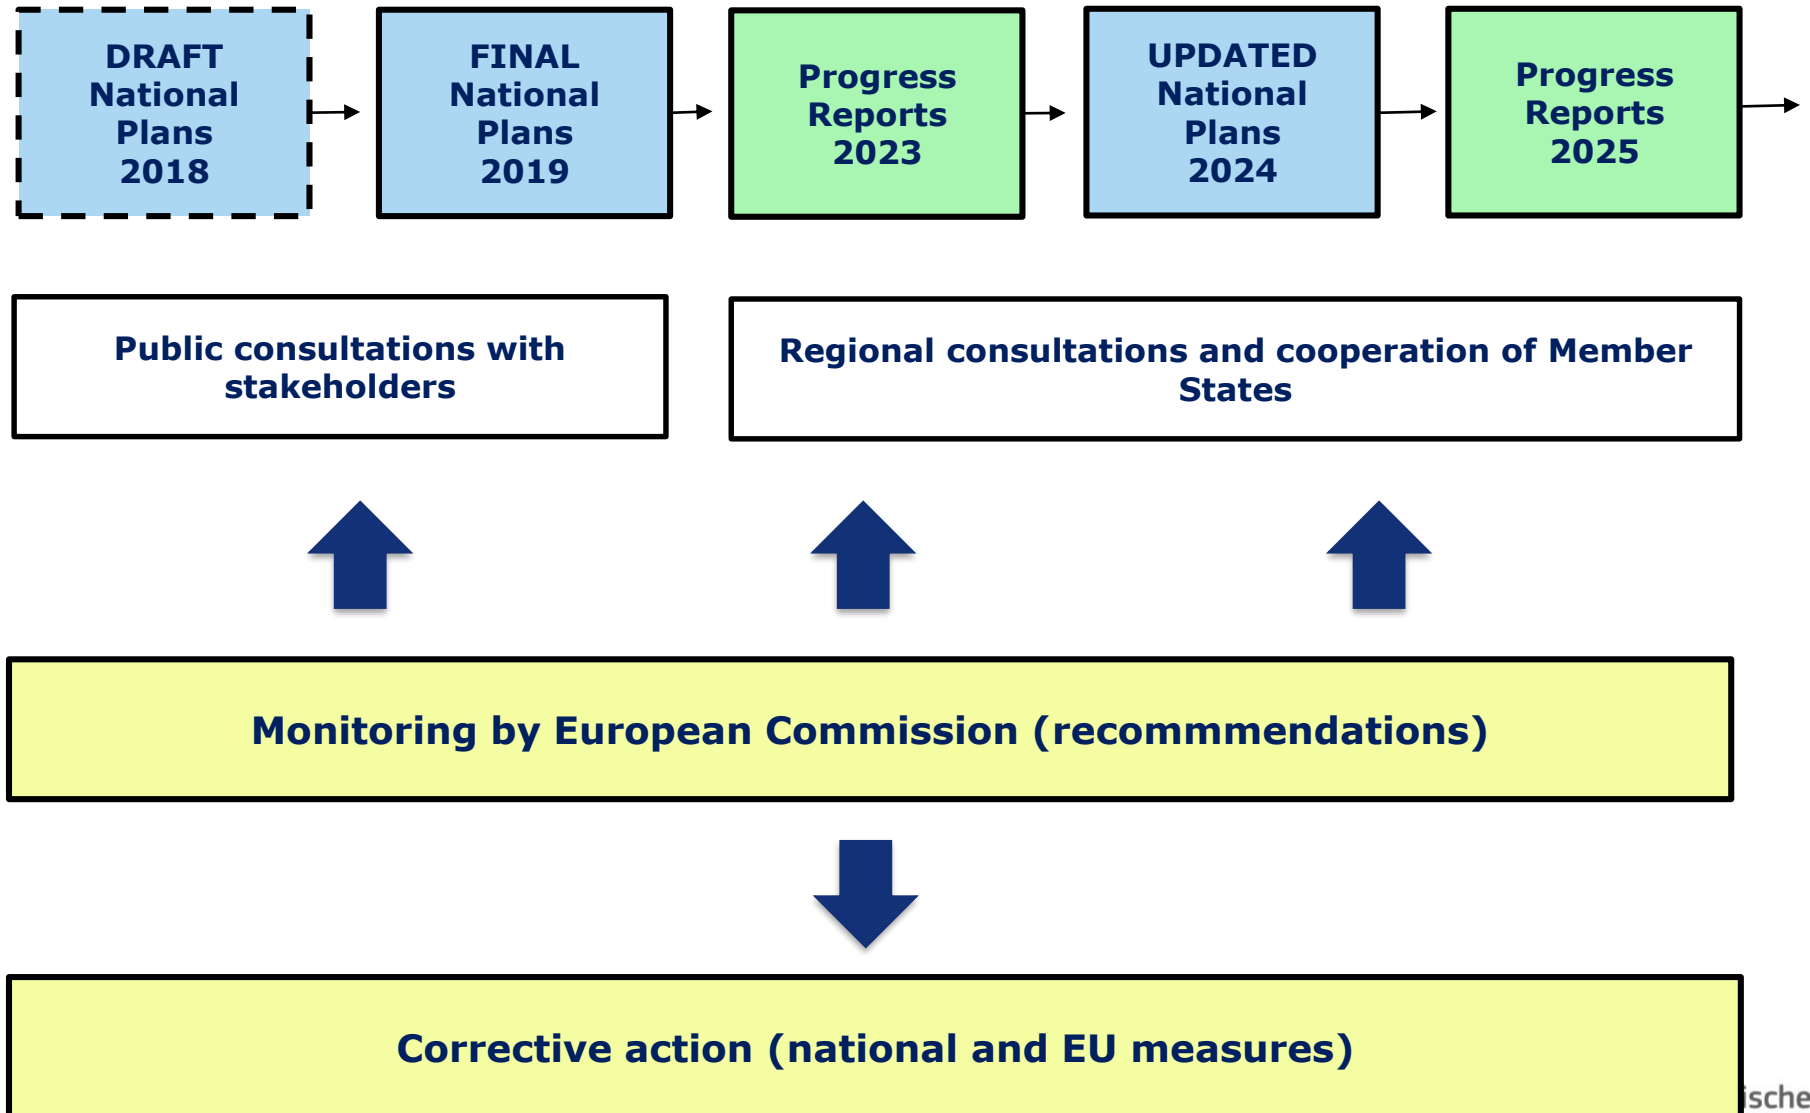 DRAFT
National
Plans
2018
FINAL
National
Plans
2019
Progress
Reports
2023
UPDATED
National
Plans
2024
Progress
Reports
2025
Public consultations with
stakeholders
Regional consultations and cooperation of Member
States
Monitoring by European Commission (recommmendations)
Corrective action (national and EU measures)
ische